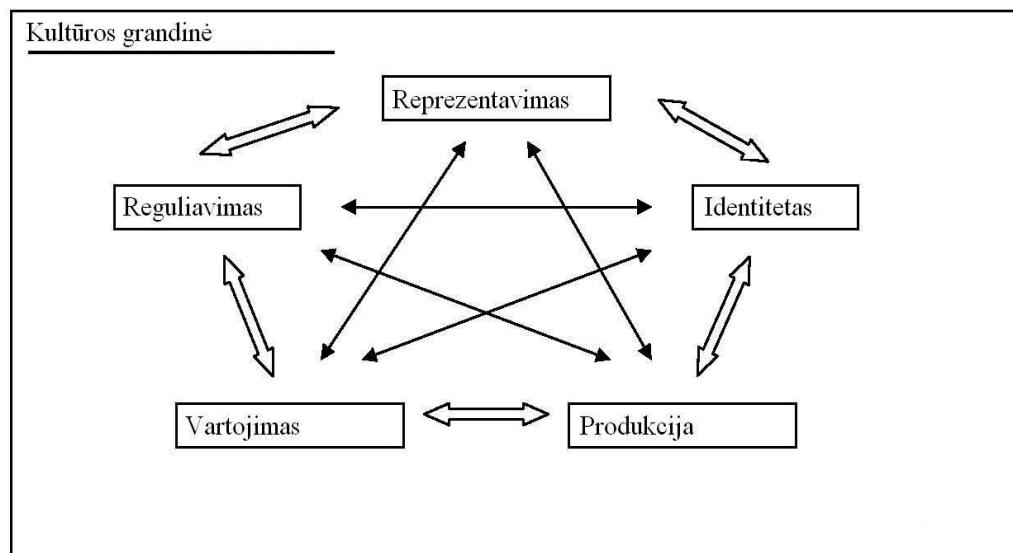 Kultūros grandinė
Reprezentavimas
Reguliavimas
Identitetas
Vartojimas
Produkcija